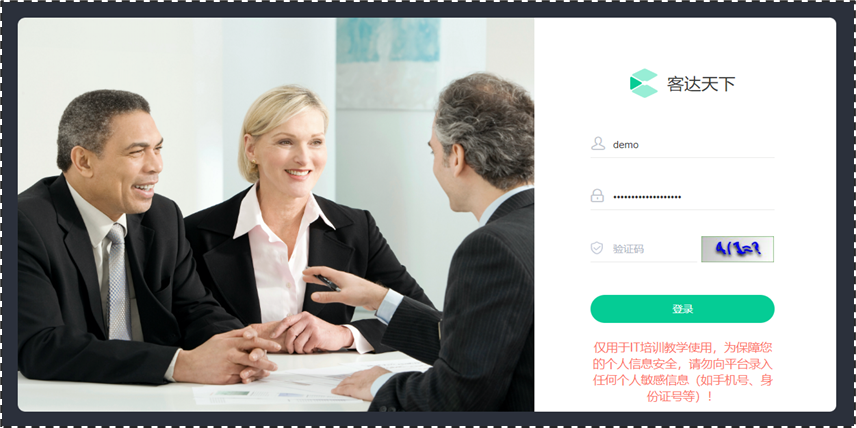 客达天下
demo
•••••••••••••••••••
验证码
登录
仅用于IT培训教学使用，为保障您
的个人信息安全，请勿向平台录入
任何个人敏感信息（如手机号、身
份证号等）！